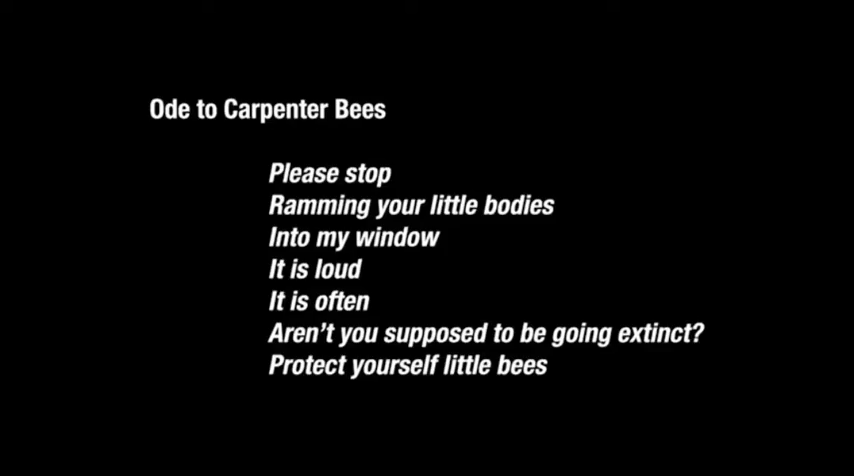 Ode to Carpenter Bees
Please stop
Ramming your little bodies
Into my window
It is loud
It is often
Aren't you supposed to be going extinct?
Protect yourself little bees